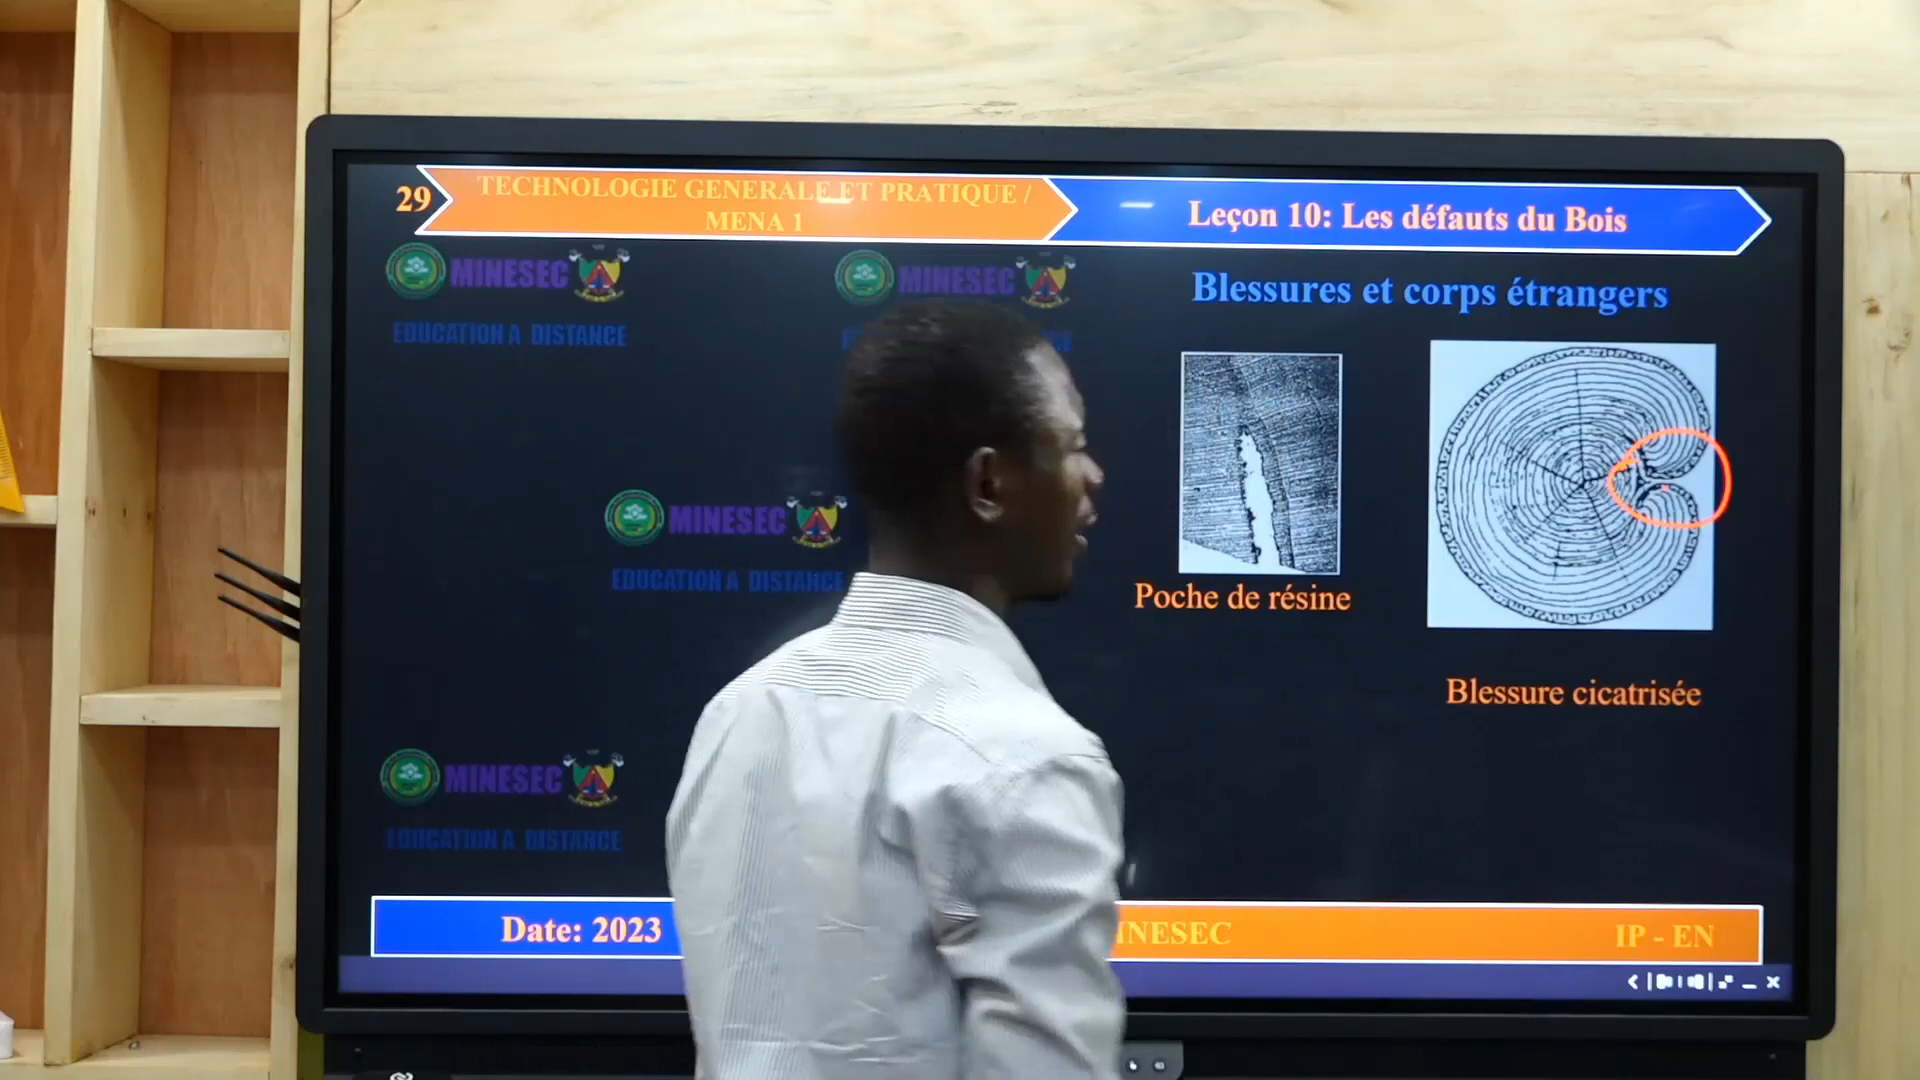 29
TECHNOLOGIE GENERALE ET PRATIQUE /
MENA 1
Leçon 10: Les défauts du Bois
MINESEC
EDUCATION A DISTANCE
MINESEC
Blessures et corps étrangers
MINESEC
EDUCATION A DISTANCE
Poche de résine
Blessure cicatrisée
MINESEC
EDUCATION A DISTANCE
Date: 2023
INESEC
IP - EN